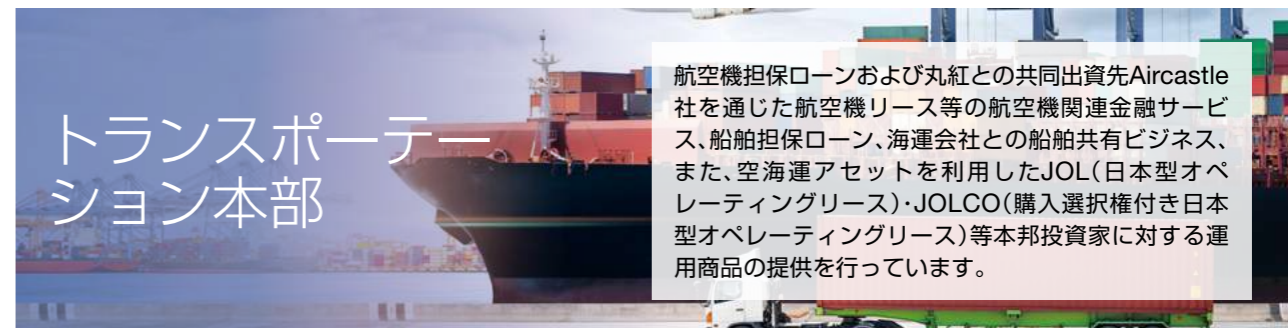 トランスポーテー
ション本部
航空機担保ローンおよび丸紅との共同出資先Aircastle
社を通じた航空機リース等の航空機関連金融サービ
ス、船舶担保ローン、海運会社との船舶共有ビジネス、
また、空海運アセットを利用したJOL(日本型オペ
レーティングリース)・JOLCO(購入選択権付き日本
型オペレーティングリース)等本邦投資家に対する運
用商品の提供を行っています。